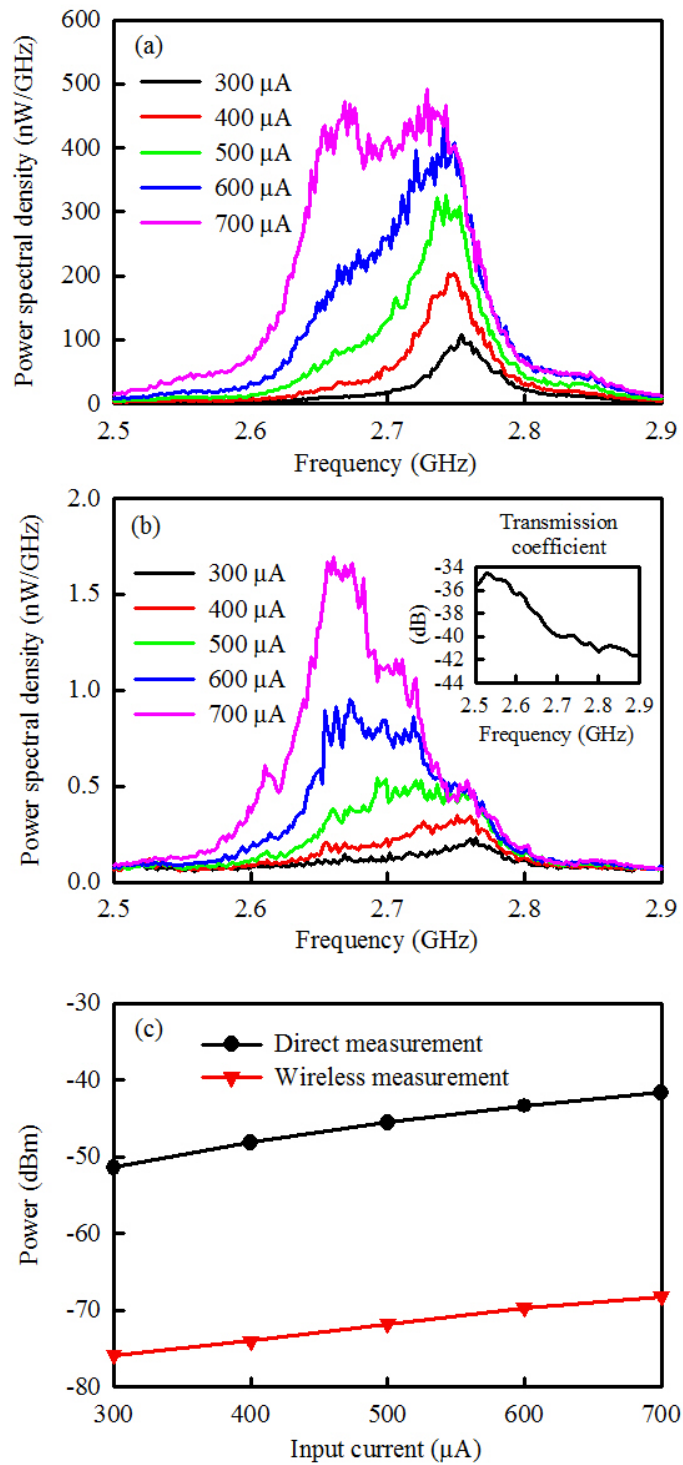 (a)
600
500
400
300
200
100
0
Power spectral density (nW/GHz)
300 µA
400 µA
500 µA
600 µA
700 µA
2.5 2.6 2.7 2.8 2.9
Frequency (GHz)
(b)
2.0
1.5
1.0
0.5
0.0
Power spectral density (nW/GHz)
300 µA
400 µA
500 µA
600 µA
700 µA
Transmission
coefficient
-34
-36
-38
-40
-42
-44
(dB)
2.5 2.6 2.7 2.8 2.9
Frequency (GHz)
2.5 2.6 2.7 2.8 2.9
Frequency (GHz)
(c)
-30
-40
-50
-60
-70
-80
Power (dBm)
Direct measurement
Wireless measurement
300 400 500 600 700
Input current (µA)